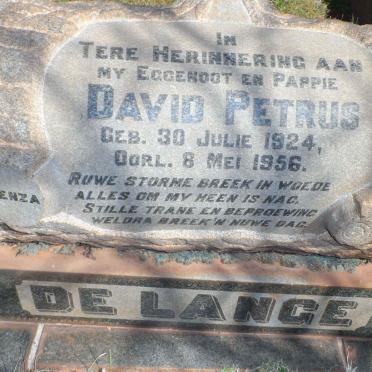 IN
TERE HERINNERING AAN
MY EGGENOOT EN PAPPIE
DAVID PETRUS
GEB. 30 JULIE 1924,
OORL. 8 MEI 1956.
RUWE STORME BREEK IN WOEDE
ALLES OM MY HEEN IS NAG.
STILLE TRANE EN BEPROEWING
WELDRA BREEK'N NUWE DAG.
ENZA
DE LANGE